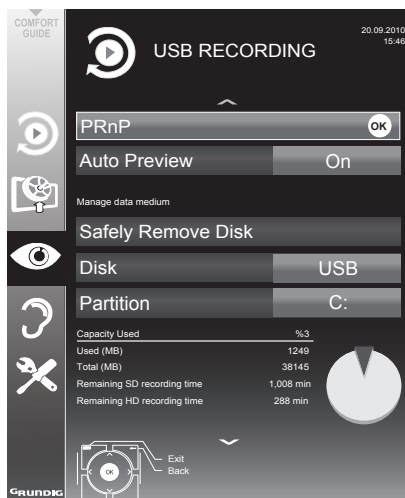 COMFORT
GUIDE
USB RECORDING
20.09.2010
15:46
PRnP
OK
Auto Preview On
Manage data medium
Safely Remove Disk
Disk USB
Partition C:
Capacity Used %3
Used (MB) 1249
Total (MB) 38145
Remaining SD recording time 1,008 min
Remaining HD recording time 288 min
Exit
Back
OK
GRUNDIG